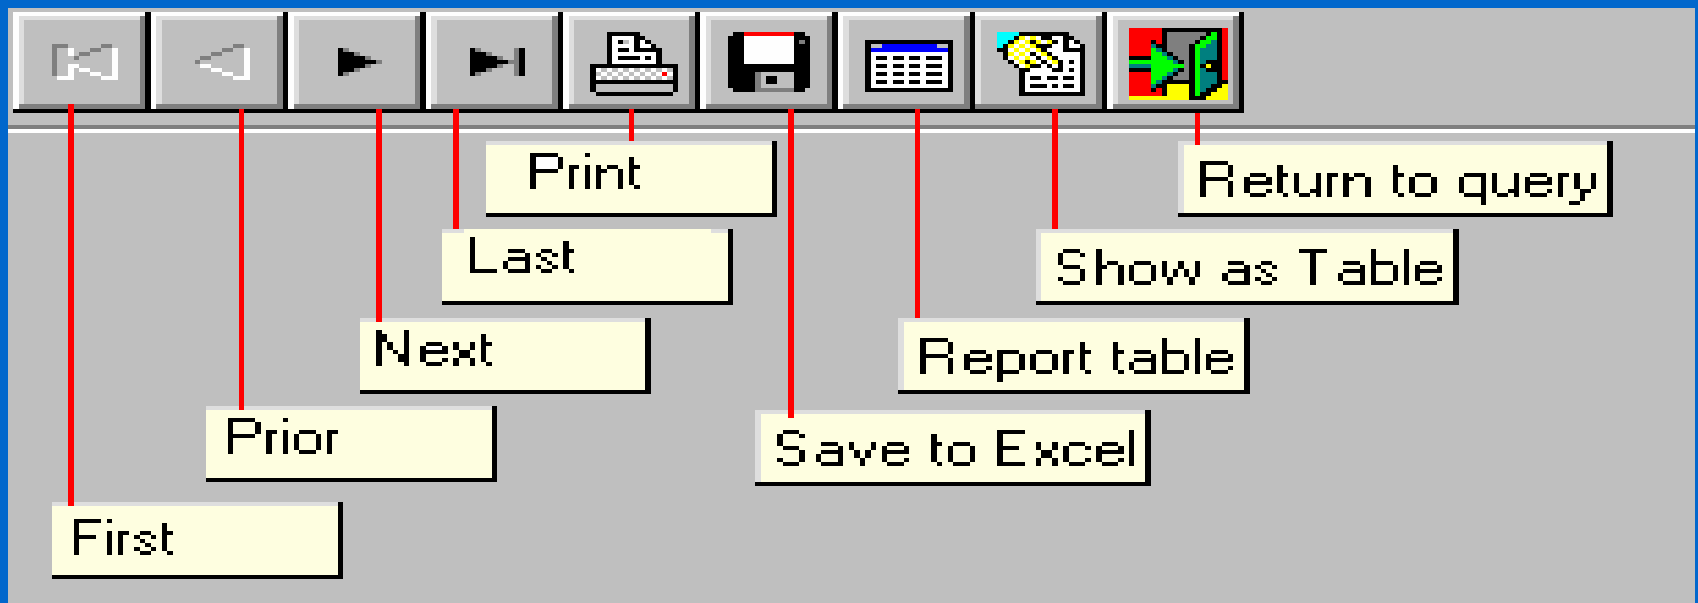 Print
Return to query
Last
Show as Table
Next
Report table
Prior
Save to Excel
First